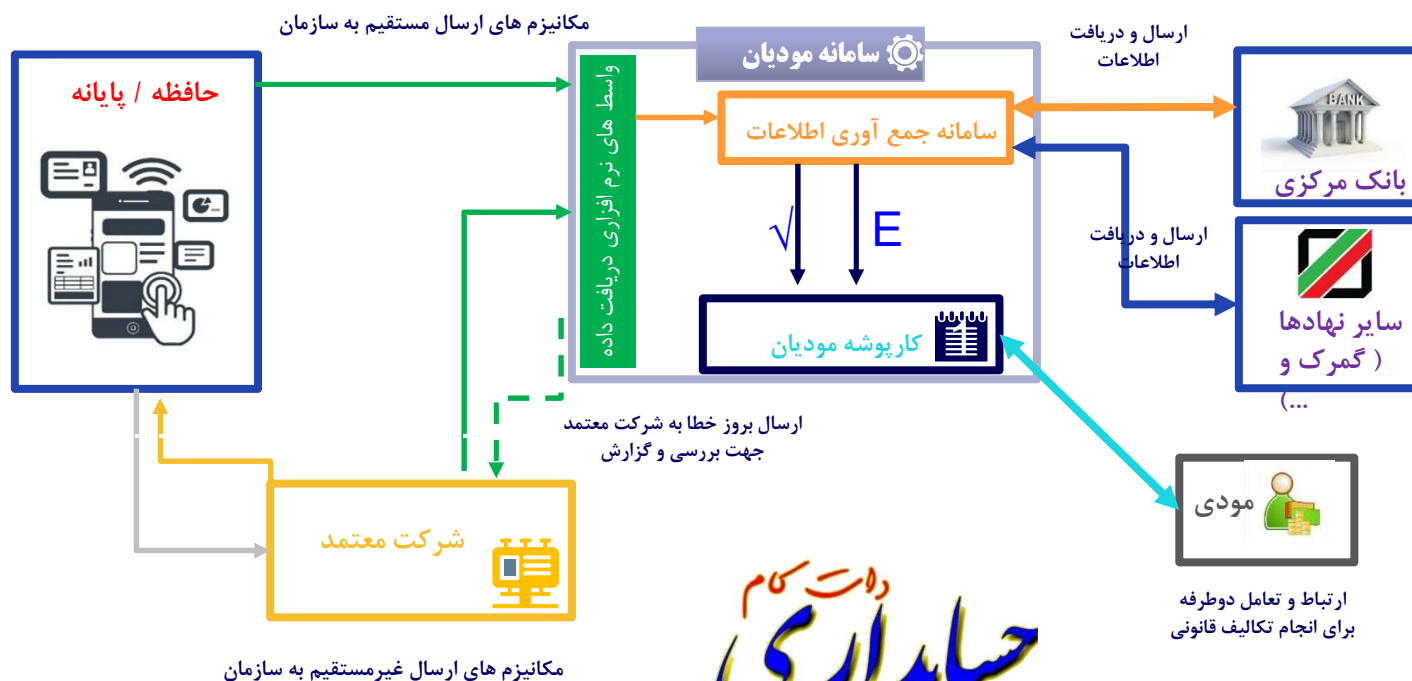 مکانیزم های ارسال مستقیم به سازمان
حافظه / پایانه
واسط های نرم افزاری دریافت داده
سامانه مودیان
سامانه جمع آوری اطلاعات
√
E
کارپوشه مودیان
ارسال و دریافت
اطلاعات
BANK
بانک مرکزی
ارسال و دریافت
اطلاعات
سایر نهادها
( گمرک و
...)
ارسال بروز خطا به شرکت معتمد
جهت بررسی و گزارش
شرکت معتمد
مودی
ارتباط و تعامل دوطرفه
برای انجام تکالیف قانونی
مکانیزم های ارسال غیرمستقیم به سازمان
دات کام
حسابداری